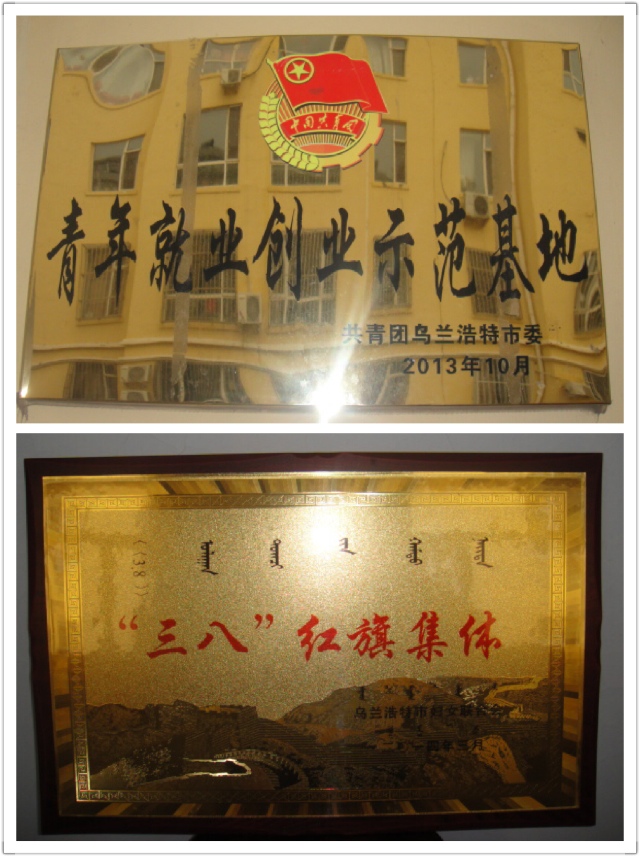 中国共青团
青年就业创业示范基地
共青团乌兰浩特市委
2013年10月
《38》
“三八”红旗集体
乌兰浩特市妇女联合会